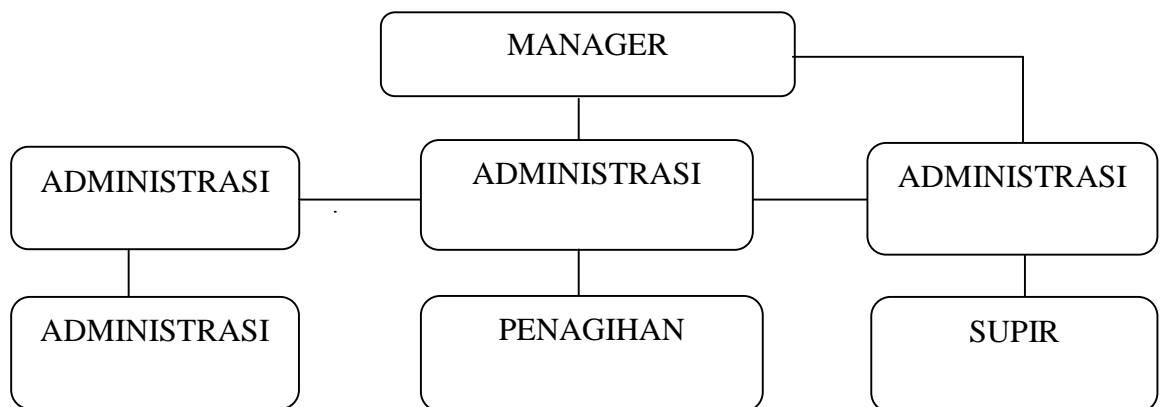 MANAGER
ADMINISTRASI
ADMINISTRASI
ADMINISTRASI
ADMINISTRASI
PENAGIHAN
SUPIR